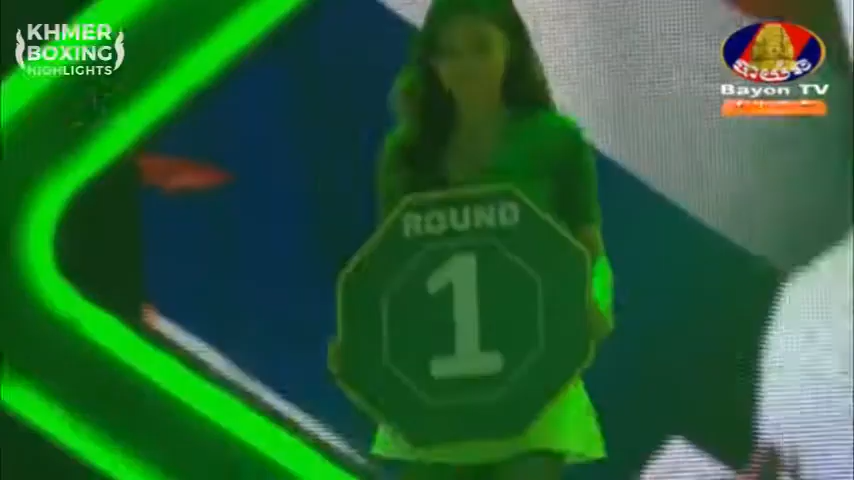 KHMER
BOXING
HIGHLIGHTS
Bayon TV
ROUND
1